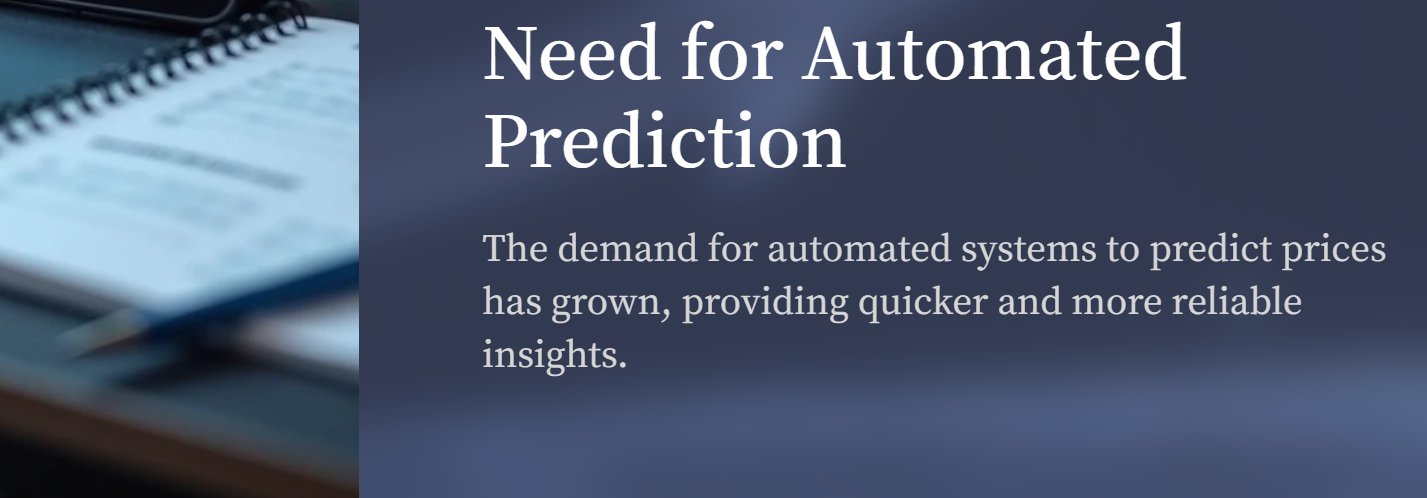 Need for Automated
Prediction
The demand for automated systems to predict prices
has grown, providing quicker and more reliable
insights.